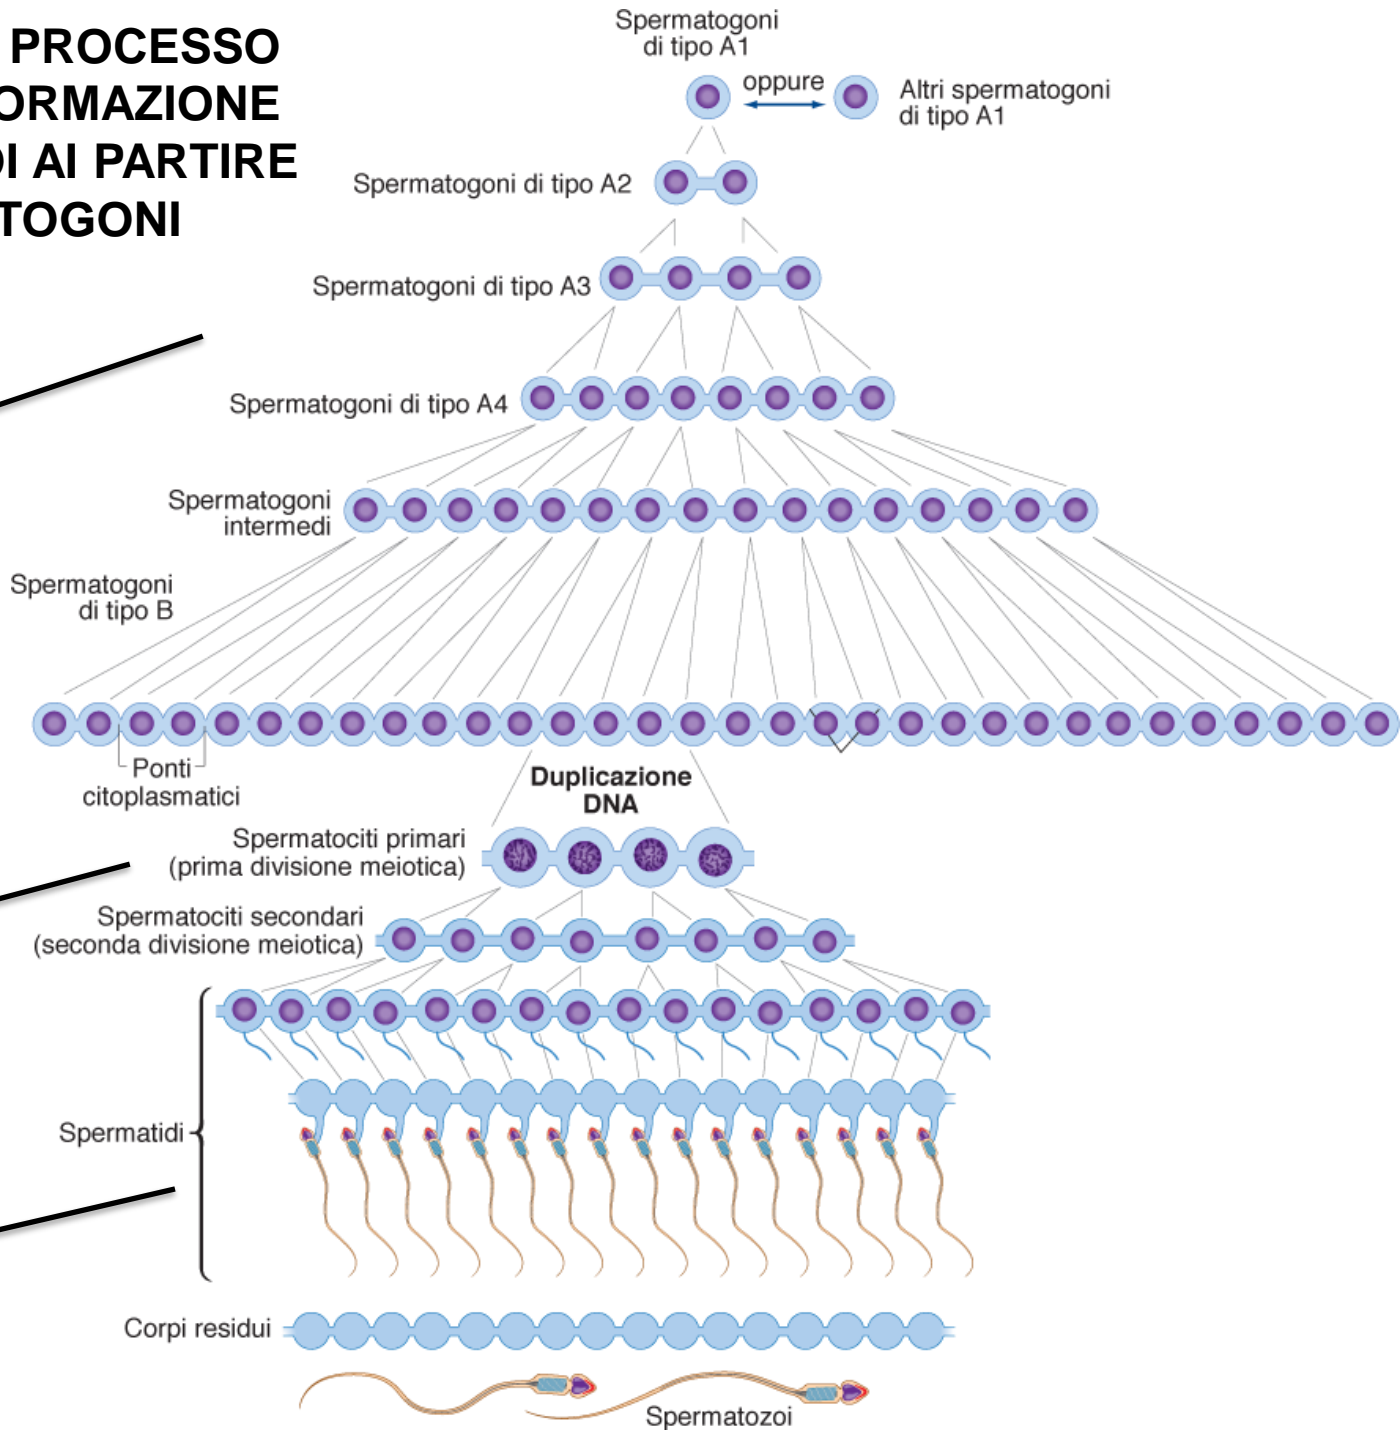 PROCESSO
ORMAZIONE
DI AI PARTIRE
TOGONI
Spermatogoni
di tipo A1
oppure
Altri spermatogoni
di tipo A1
Spermatogoni di tipo A2
Spermatogoni di tipo A3
Spermatogoni di tipo A4
Spermatogoni
intermedi
Spermatogoni
di tipo B
Ponti
citoplasmatici
Duplicazione
DNA
Spermatociti primari
(prima divisione meiotica)
Spermatociti secondari
(seconda divisione meiotica)
Spermatidi
Corpi residui
Spermatozoi